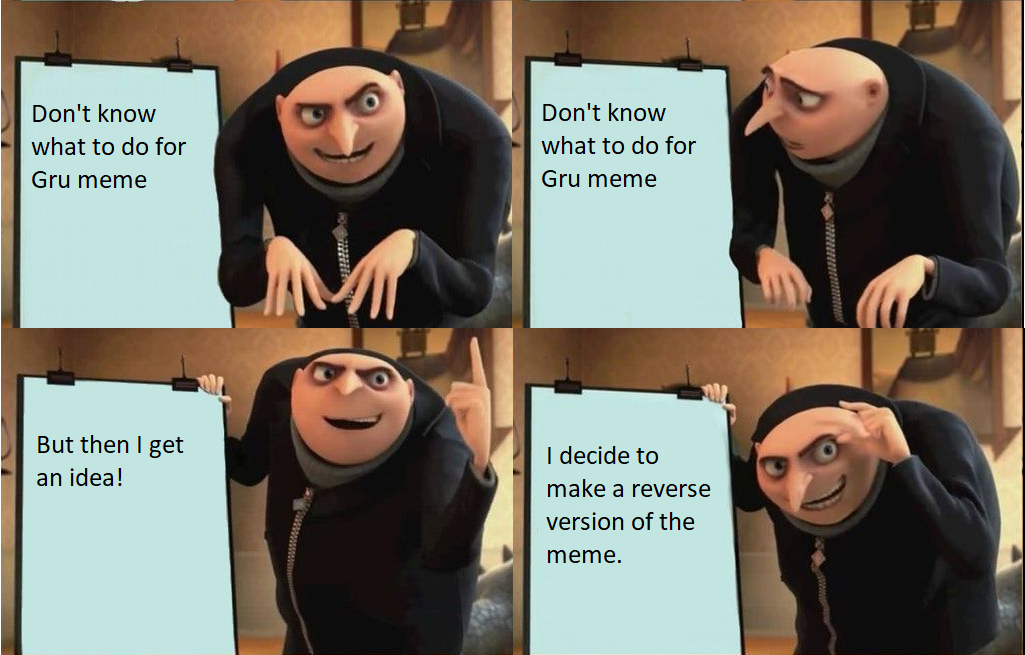 Don't know
what to do for
Gru meme
Don't know
what to do for
Gru meme
But then I get
an idea!
I decide to
make a reverse
version of the
meme.